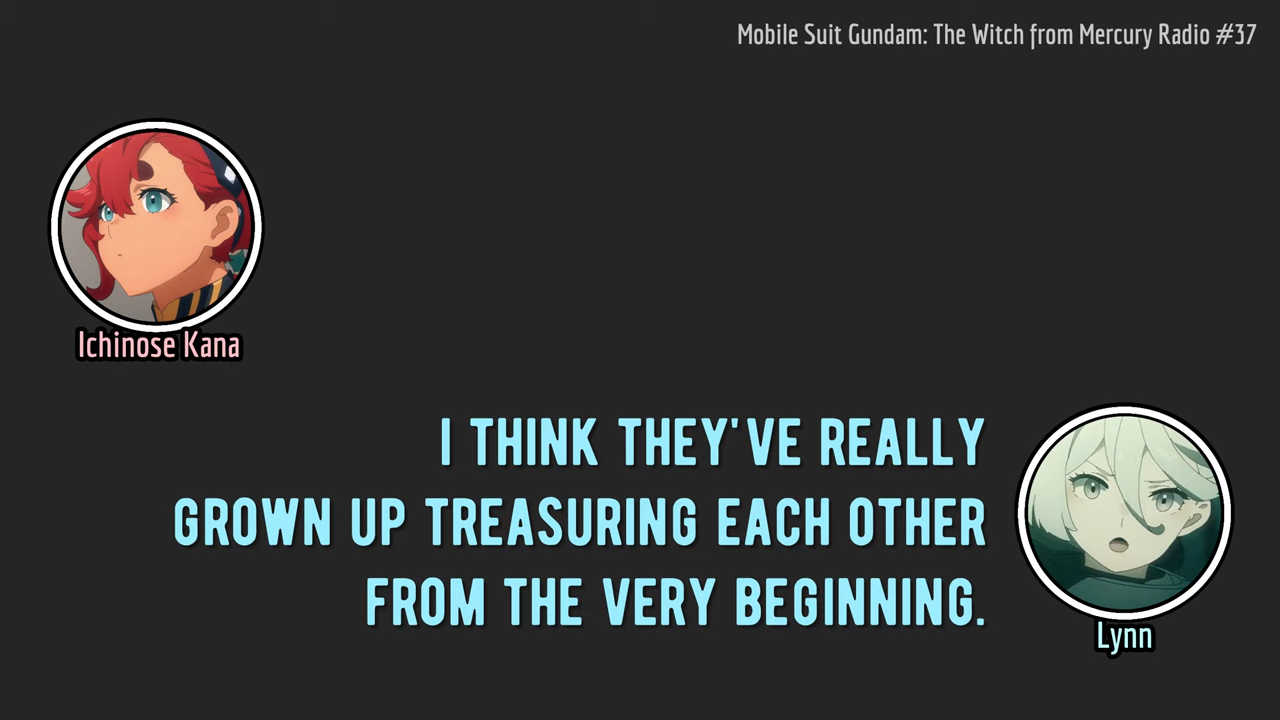 Mobile Suit Gundam: The Witch from Mercury Radio #37
Ichinose Kana
I THINK THEY'VE REALLY
GROWN UP TREASURING EACH OTHER
FROM THE VERY BEGINNING.
Lynn